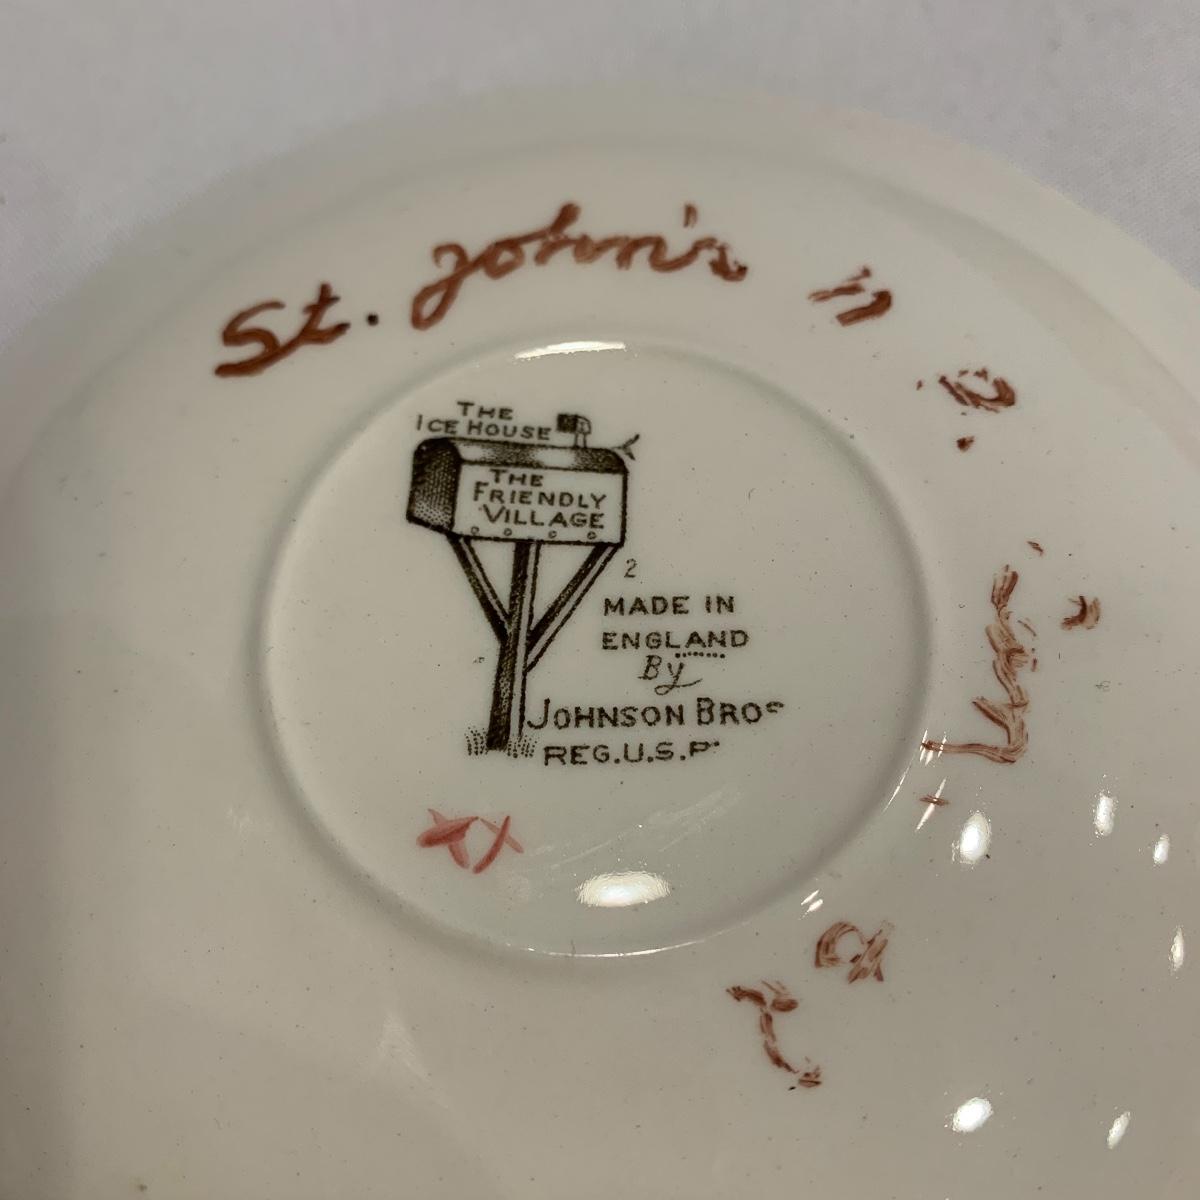 St. John's
THE
ICE HOUSE
THE
FRIENDLY
VILLAGE
2
MADE IN
ENGLAND
By
JOHNSON BROS
REG.U.S.P.